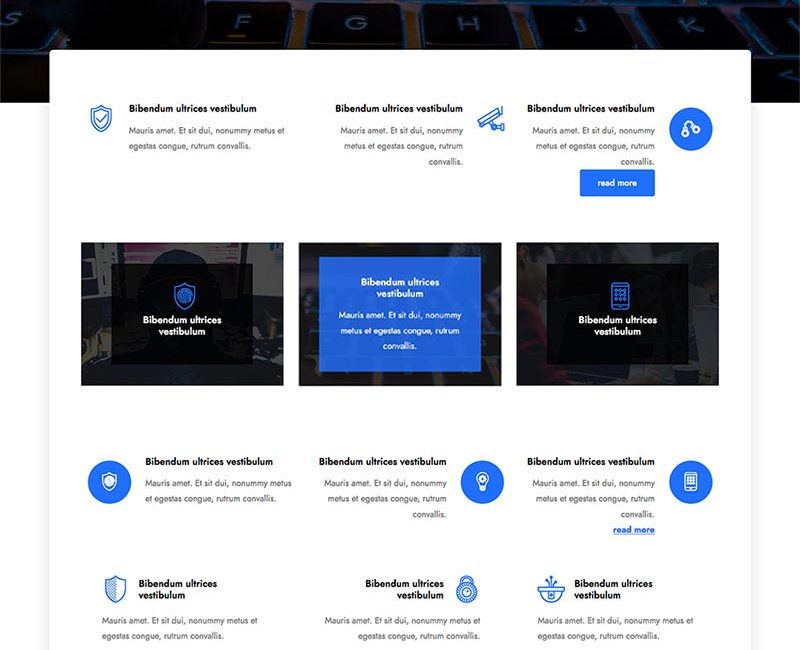 S F G H J K
Bibendum ultrices vestibulum
Mauris amet. Et sit dui, nonummy metus et
egestas congue, rutrum convallis.
Bibendum ultrices vestibulum
Mauris amet. Et sit dui, nonummy
metus et egestas congue, rutrum
convallis.
Bibendum ultrices vestibulum
Mauris amet. Et sit dui, nonummy
metus et egestas congue, rutrum
convallis.
read more
Bibendum ultrices
vestibulum
Bibendum ultrices
vestibulum
Mauris amet. Et sit dui, nonummy
metus et egestas congue, rutrum
convallis.
Bibendum ultrices
vestibulum
Bibendum ultrices vestibulum
Mauris amet. Et sit dui, nonummy metus
et egestas congue, rutrum convallis.
Bibendum ultrices vestibulum
Mauris amet. Et sit dui, nonummy
metus et egestas congue, rutrum
convallis.
Bibendum ultrices vestibulum
Mauris amet. Et sit dui, nonummy
metus et egestas congue, rutrum
convallis.
read more
Bibendum ultrices
vestibulum
Mauris amet. Et sit dui, nonummy metus et
egestas congue, rutrum convallis.
Bibendum ultrices
vestibulum
Mauris amet. Et sit dui, nonummy metus et
egestas congue, rutrum convallis.
Bibendum ultrices
vestibulum
Mauris amet. Et sit dui, nonummy metus et
egestas congue, rutrum convallis.